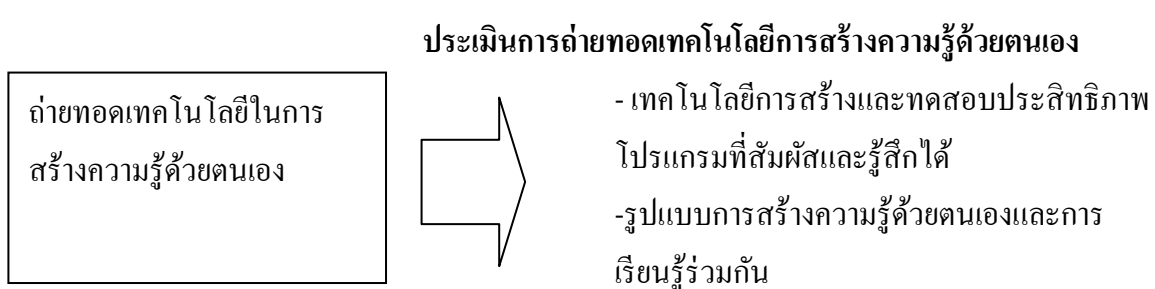 ประเมินการถ่ายทอดเทคโนโลยีการสร้างความรู้ด้วยตนเอง
ถ่ายทอดเทคโนโลยีในการ
สร้างความรู้ด้วยตนเอง
- เทคโนโลยีการสร้างและทดสอบประสิทธิภาพ
โปรแกรมที่สัมผัสและรู้สึกได้
-รูปแบบการสร้างความรู้ด้วยตนเองและการ
เรียนรู้ร่วมกัน